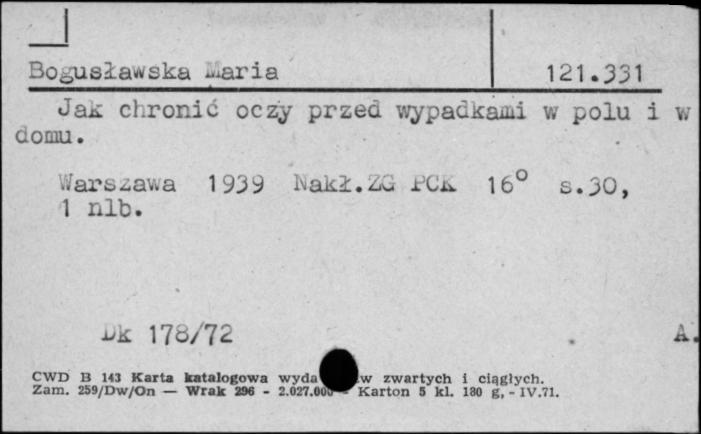 Bogusławska Maria 121.331
Jak chronić oczy przed wypadkami w polu i w
domu.
Warszawa 1939 Nakł.ZG PCK 16° s.30,
1 nlb.
Dk 178/72 A.
CWD B 143 Karta katalogowa wyda w zwartych i ciągłych.
Zam. 259/Dw/On — Wrak 296 - 2.027.000 - Karton 5 kl. 180 g, - IV.71.